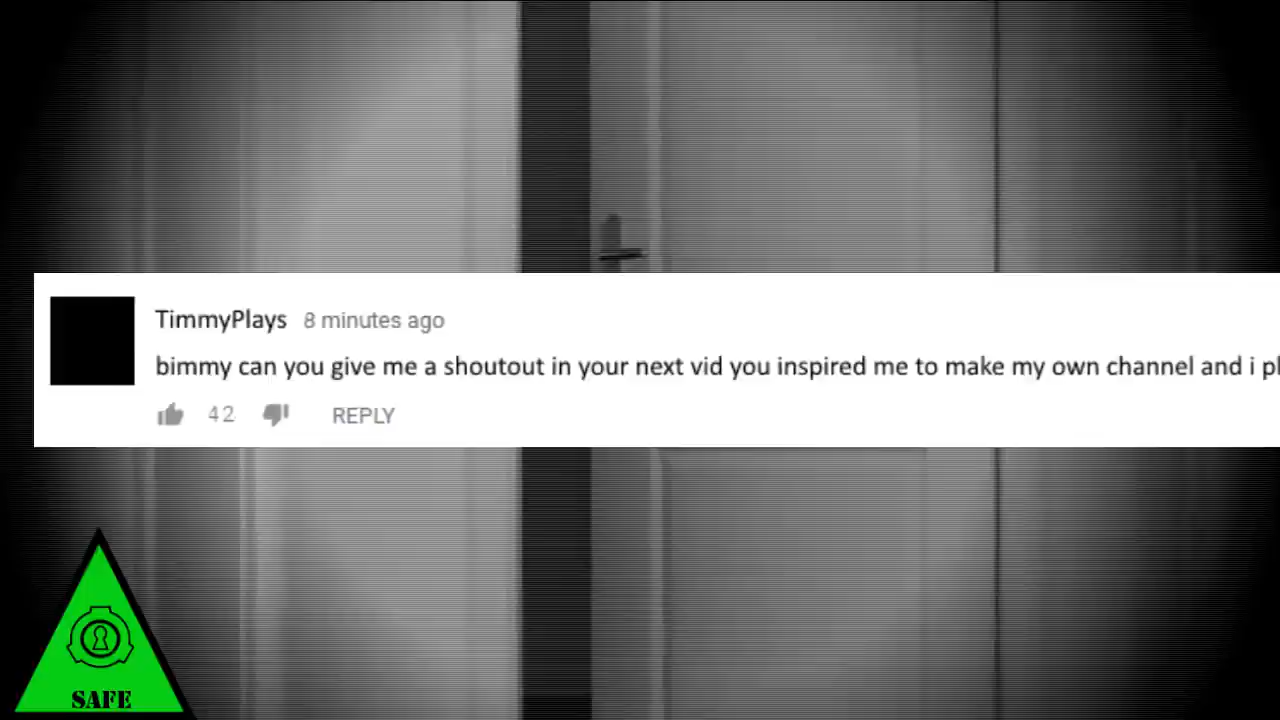 TimmyPlays 8 minutes ago
bimmy can you give me a shoutout in your next vid you inspired me to make my own channel and i pl
42 REPLY
SAFE